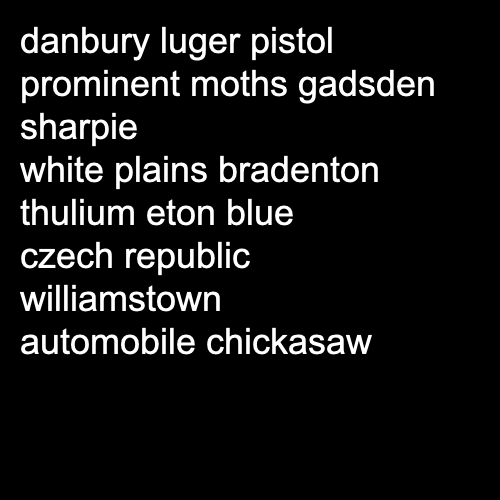 danbury luger pistol
prominent moths gadsden
sharpie
white plains bradenton
thulium eton blue
czech republic
williamstown
automobile chickasaw